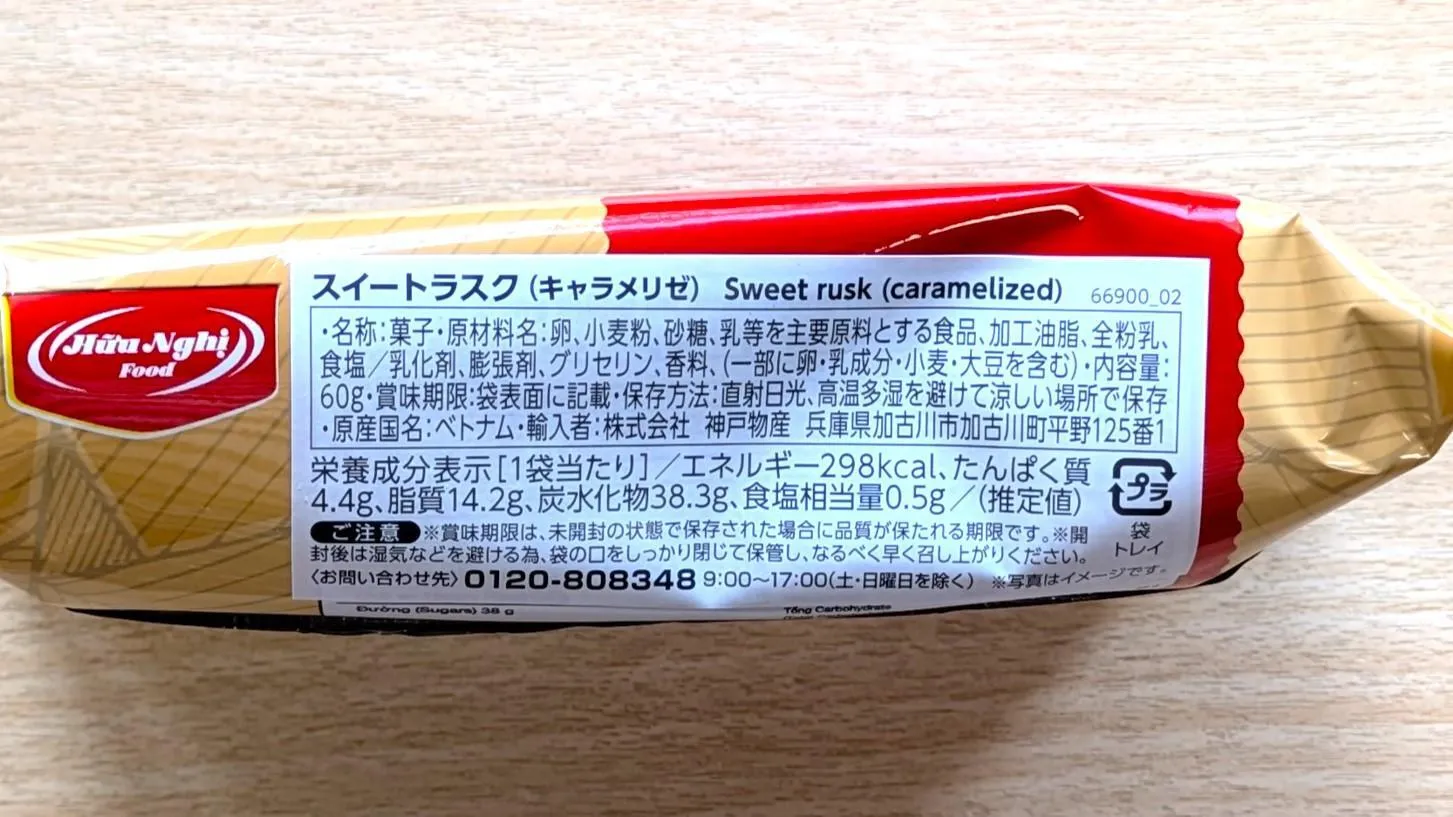 Hữu Nghị
Food
スイートラスク(キャラメリゼ) Sweet rusk (caramelized) 66900_02
・名称:菓子・原材料名:卵、小麦粉、砂糖、乳等を主要原料とする食品、加工油脂、全粉乳、
食塩/乳化剤、膨張剤、グリセリン、香料、(一部に卵・乳成分・小麦・大豆を含む)・内容量:
60g・賞味期限:袋表面に記載・保存方法:直射日光、高温多湿を避けて涼しい場所で保存
・原産国名:ベトナム・輸入者:株式会社 神戸物産 兵庫県加古川市加古川町平野125番1
栄養成分表示[1袋当たり]/エネルギー298kcal、たんぱく質
4.4g、脂質14.2g、炭水化物38.3g、食塩相当量0.5g/(推定値)
プラ
袋
トレイ
ご注意 ※賞味期限は、未開封の状態で保存された場合に品質が保たれる期限です。※開
封後は湿気などを避ける為、袋の口をしっかり閉じて保管し、なるべく早く召し上がりください。
〈お問い合わせ先〉0120-808348 9:00〜17:00(土・日曜日を除く) ※写真はイメージです。
Đường (Sugars) 38 g
Tổng Carbohydrate